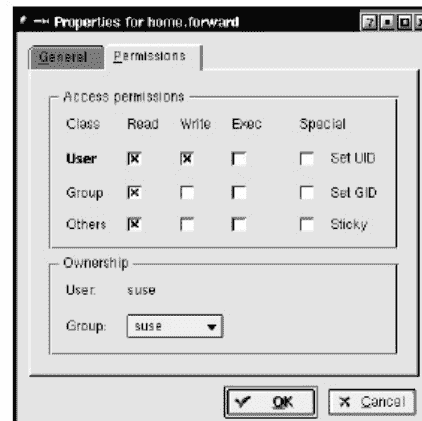 Properties for home.forward
General Permissions
Access permissions
Class Read Write Exec Special
User Set UID
Group Set GID
Others Sticky
Ownership
User: suse
Group: suse
OK Cancel